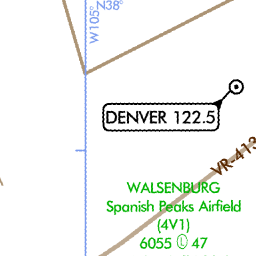 N38°
W105°
DENVER 122.5
VR-413
WALSENBURG
Spanish Peaks Airfield
(4V1)
6055 Ⓛ 47